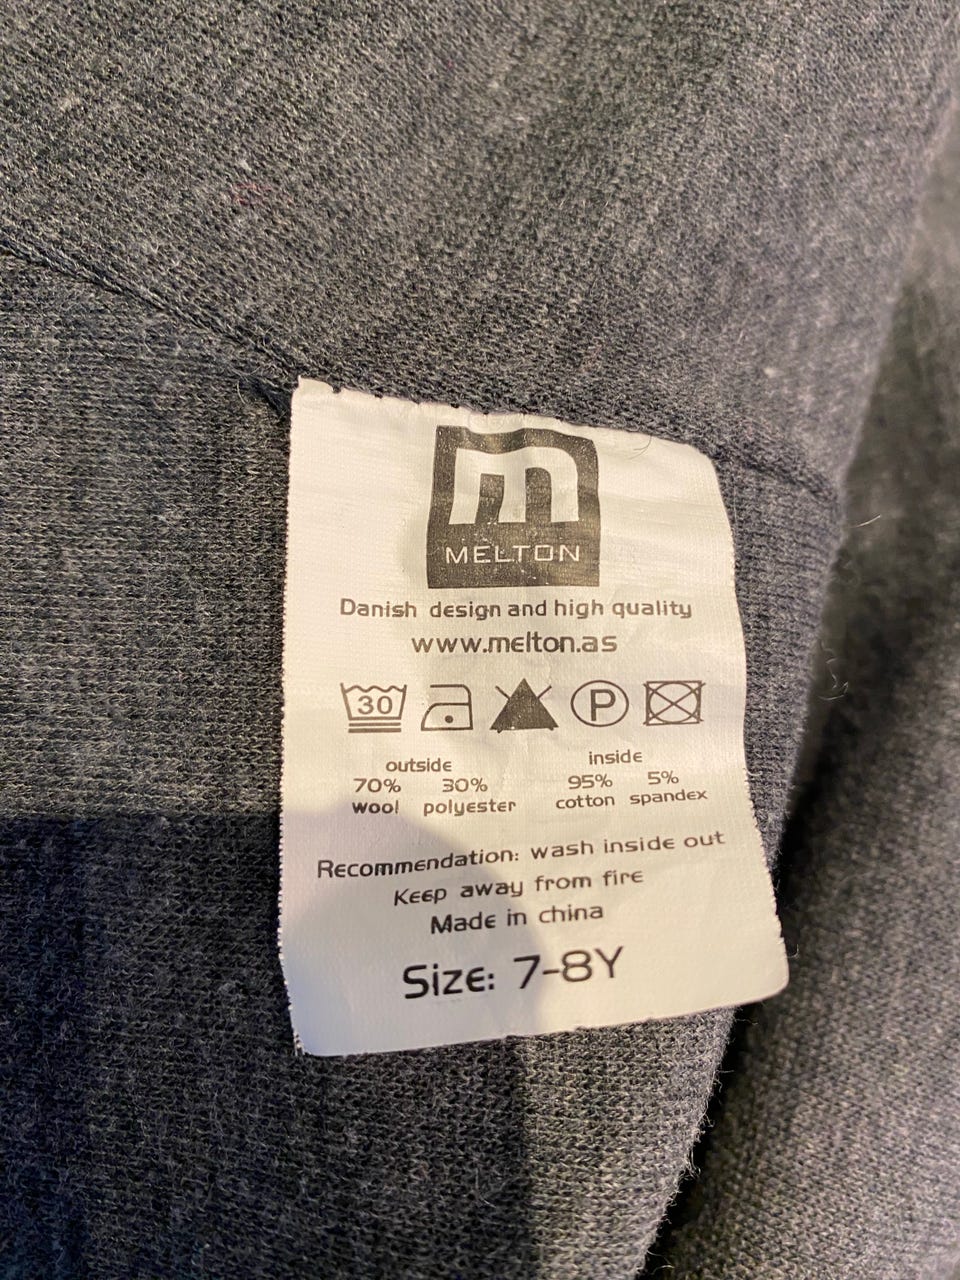 m
MELTON
Danish design and high quality
www.melton.as
30 P
outside inside
70% 30% 95% 5%
wool polyester cotton spandex
Recommendation: wash inside out
Keep away from fire
Made in china
Size: 7-8Y